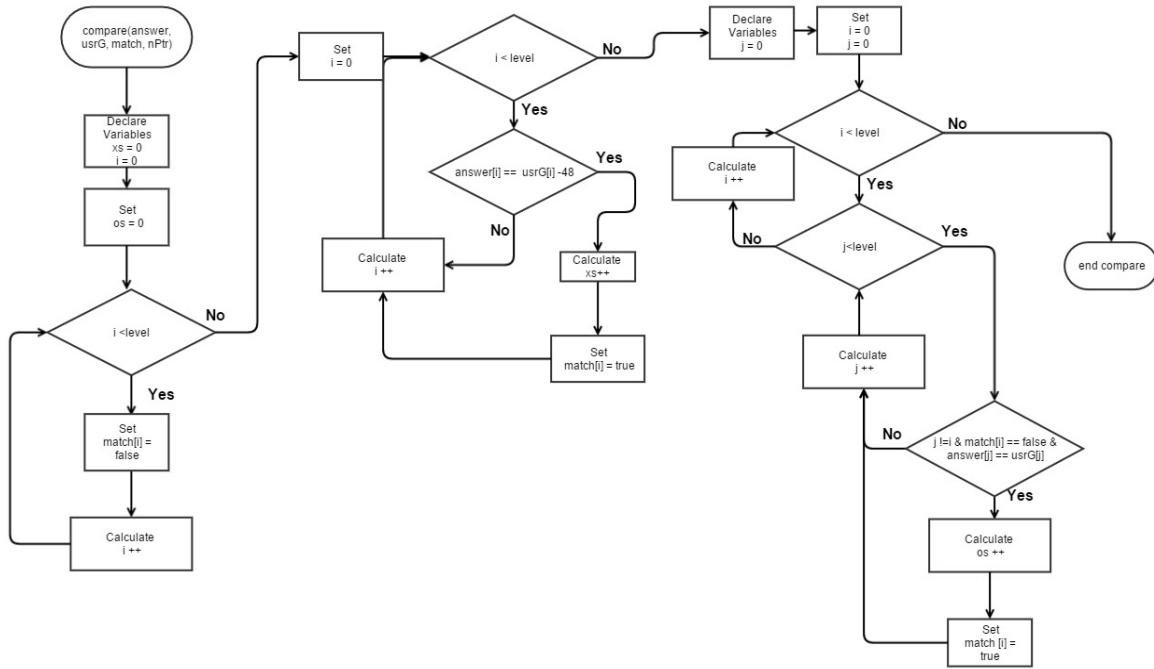 compare(answer,
usrG, match, nPtr)
Declare
Variables
xs = 0
i = 0
Set
os = 0
i <level
No
Yes
Set
match[i] =
false
Calculate
i ++
Set
i = 0
i < level
No
Yes
answer[i] == usrG[i] -48
Yes
No
Calculate
i ++
Calculate
xs++
Set
match[i] = true
Declare
Variables
j = 0
Set
i = 0
j = 0
i < level
No
Yes
Calculate
i ++
j<level
No
Yes
end compare
Calculate
j ++
j !=i & match[i] == false &
answer[j] == usrG[j]
No
Yes
Calculate
os ++
Set
match [i] =
true